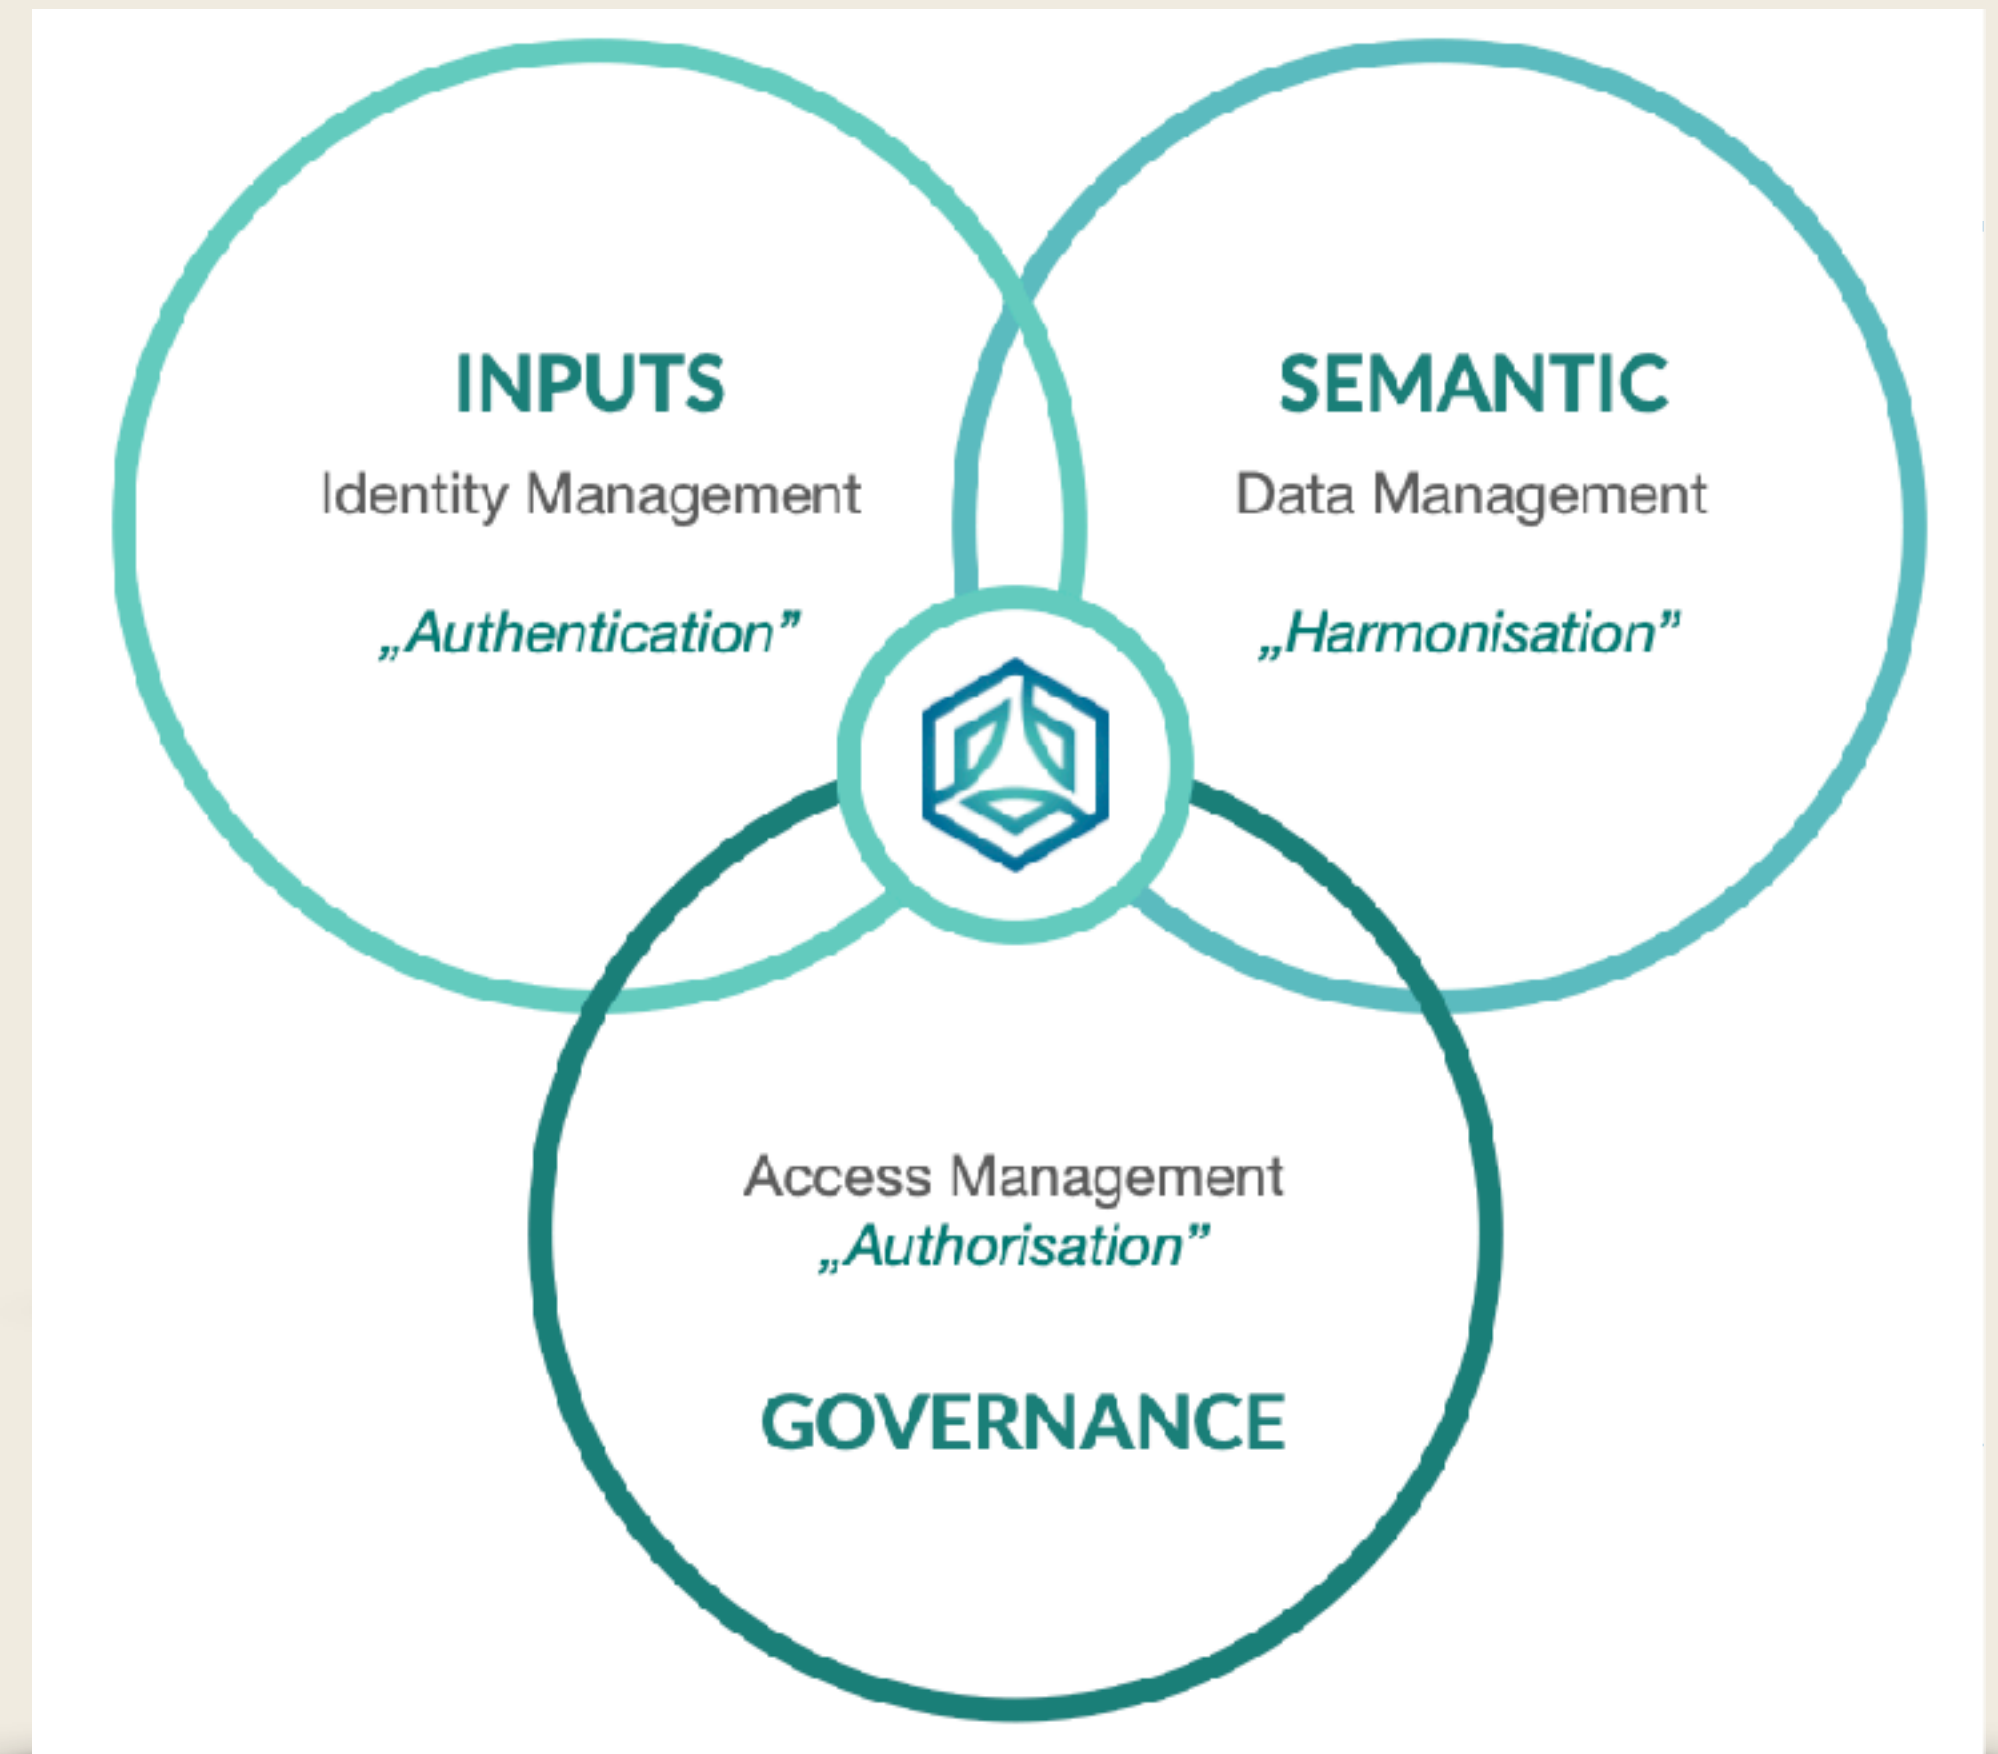 INPUTS
Identity Management
„Authentication”
SEMANTIC
Data Management
„Harmonisation”
Access Management
„Authorisation”
GOVERNANCE